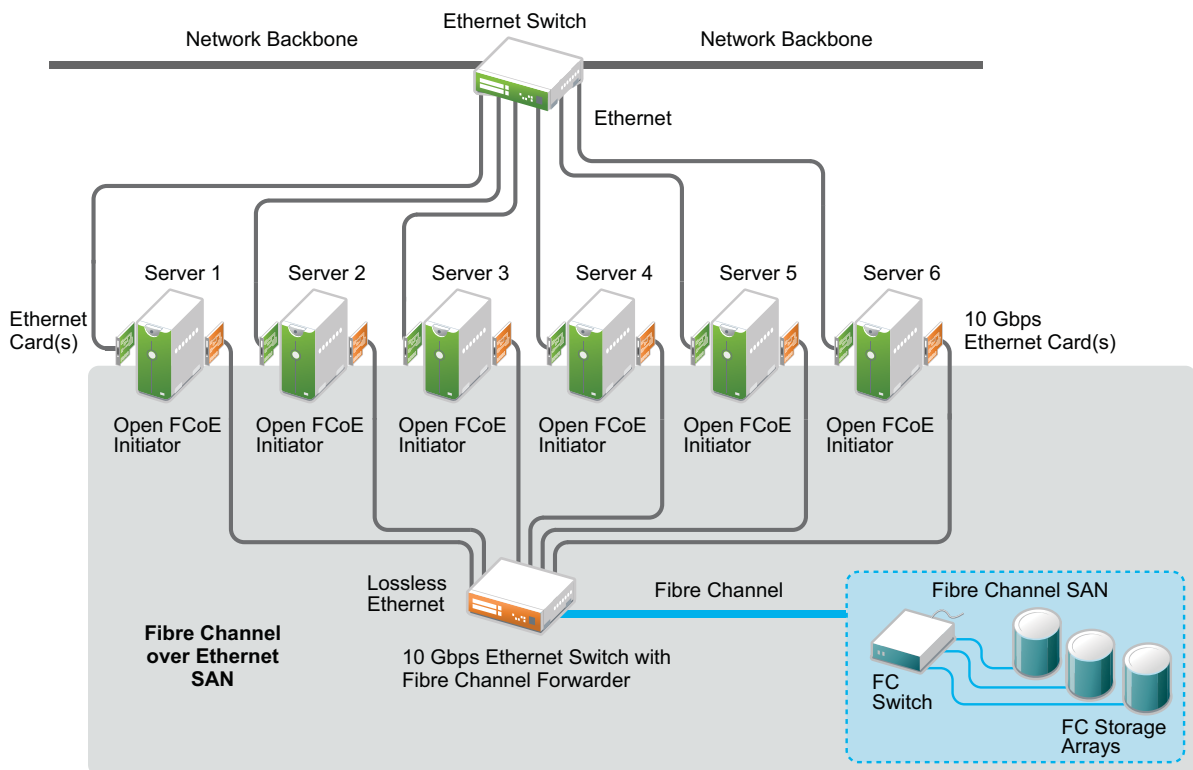 Ethernet Switch
Network Backbone
Network Backbone
Ethernet
Server 1
Server 2
Server 3
Server 4
Server 5
Server 6
Ethernet
Card(s)
10 Gbps
Ethernet Card(s)
Open FCoE
Initiator
Open FCoE
Initiator
Open FCoE
Initiator
Open FCoE
Initiator
Open FCoE
Initiator
Open FCoE
Initiator
Lossless
Ethernet
Fibre Channel
Fibre Channel SAN
Fibre Channel
over Ethernet
SAN
10 Gbps Ethernet Switch with
Fibre Channel Forwarder
FC
Switch
FC Storage
Arrays